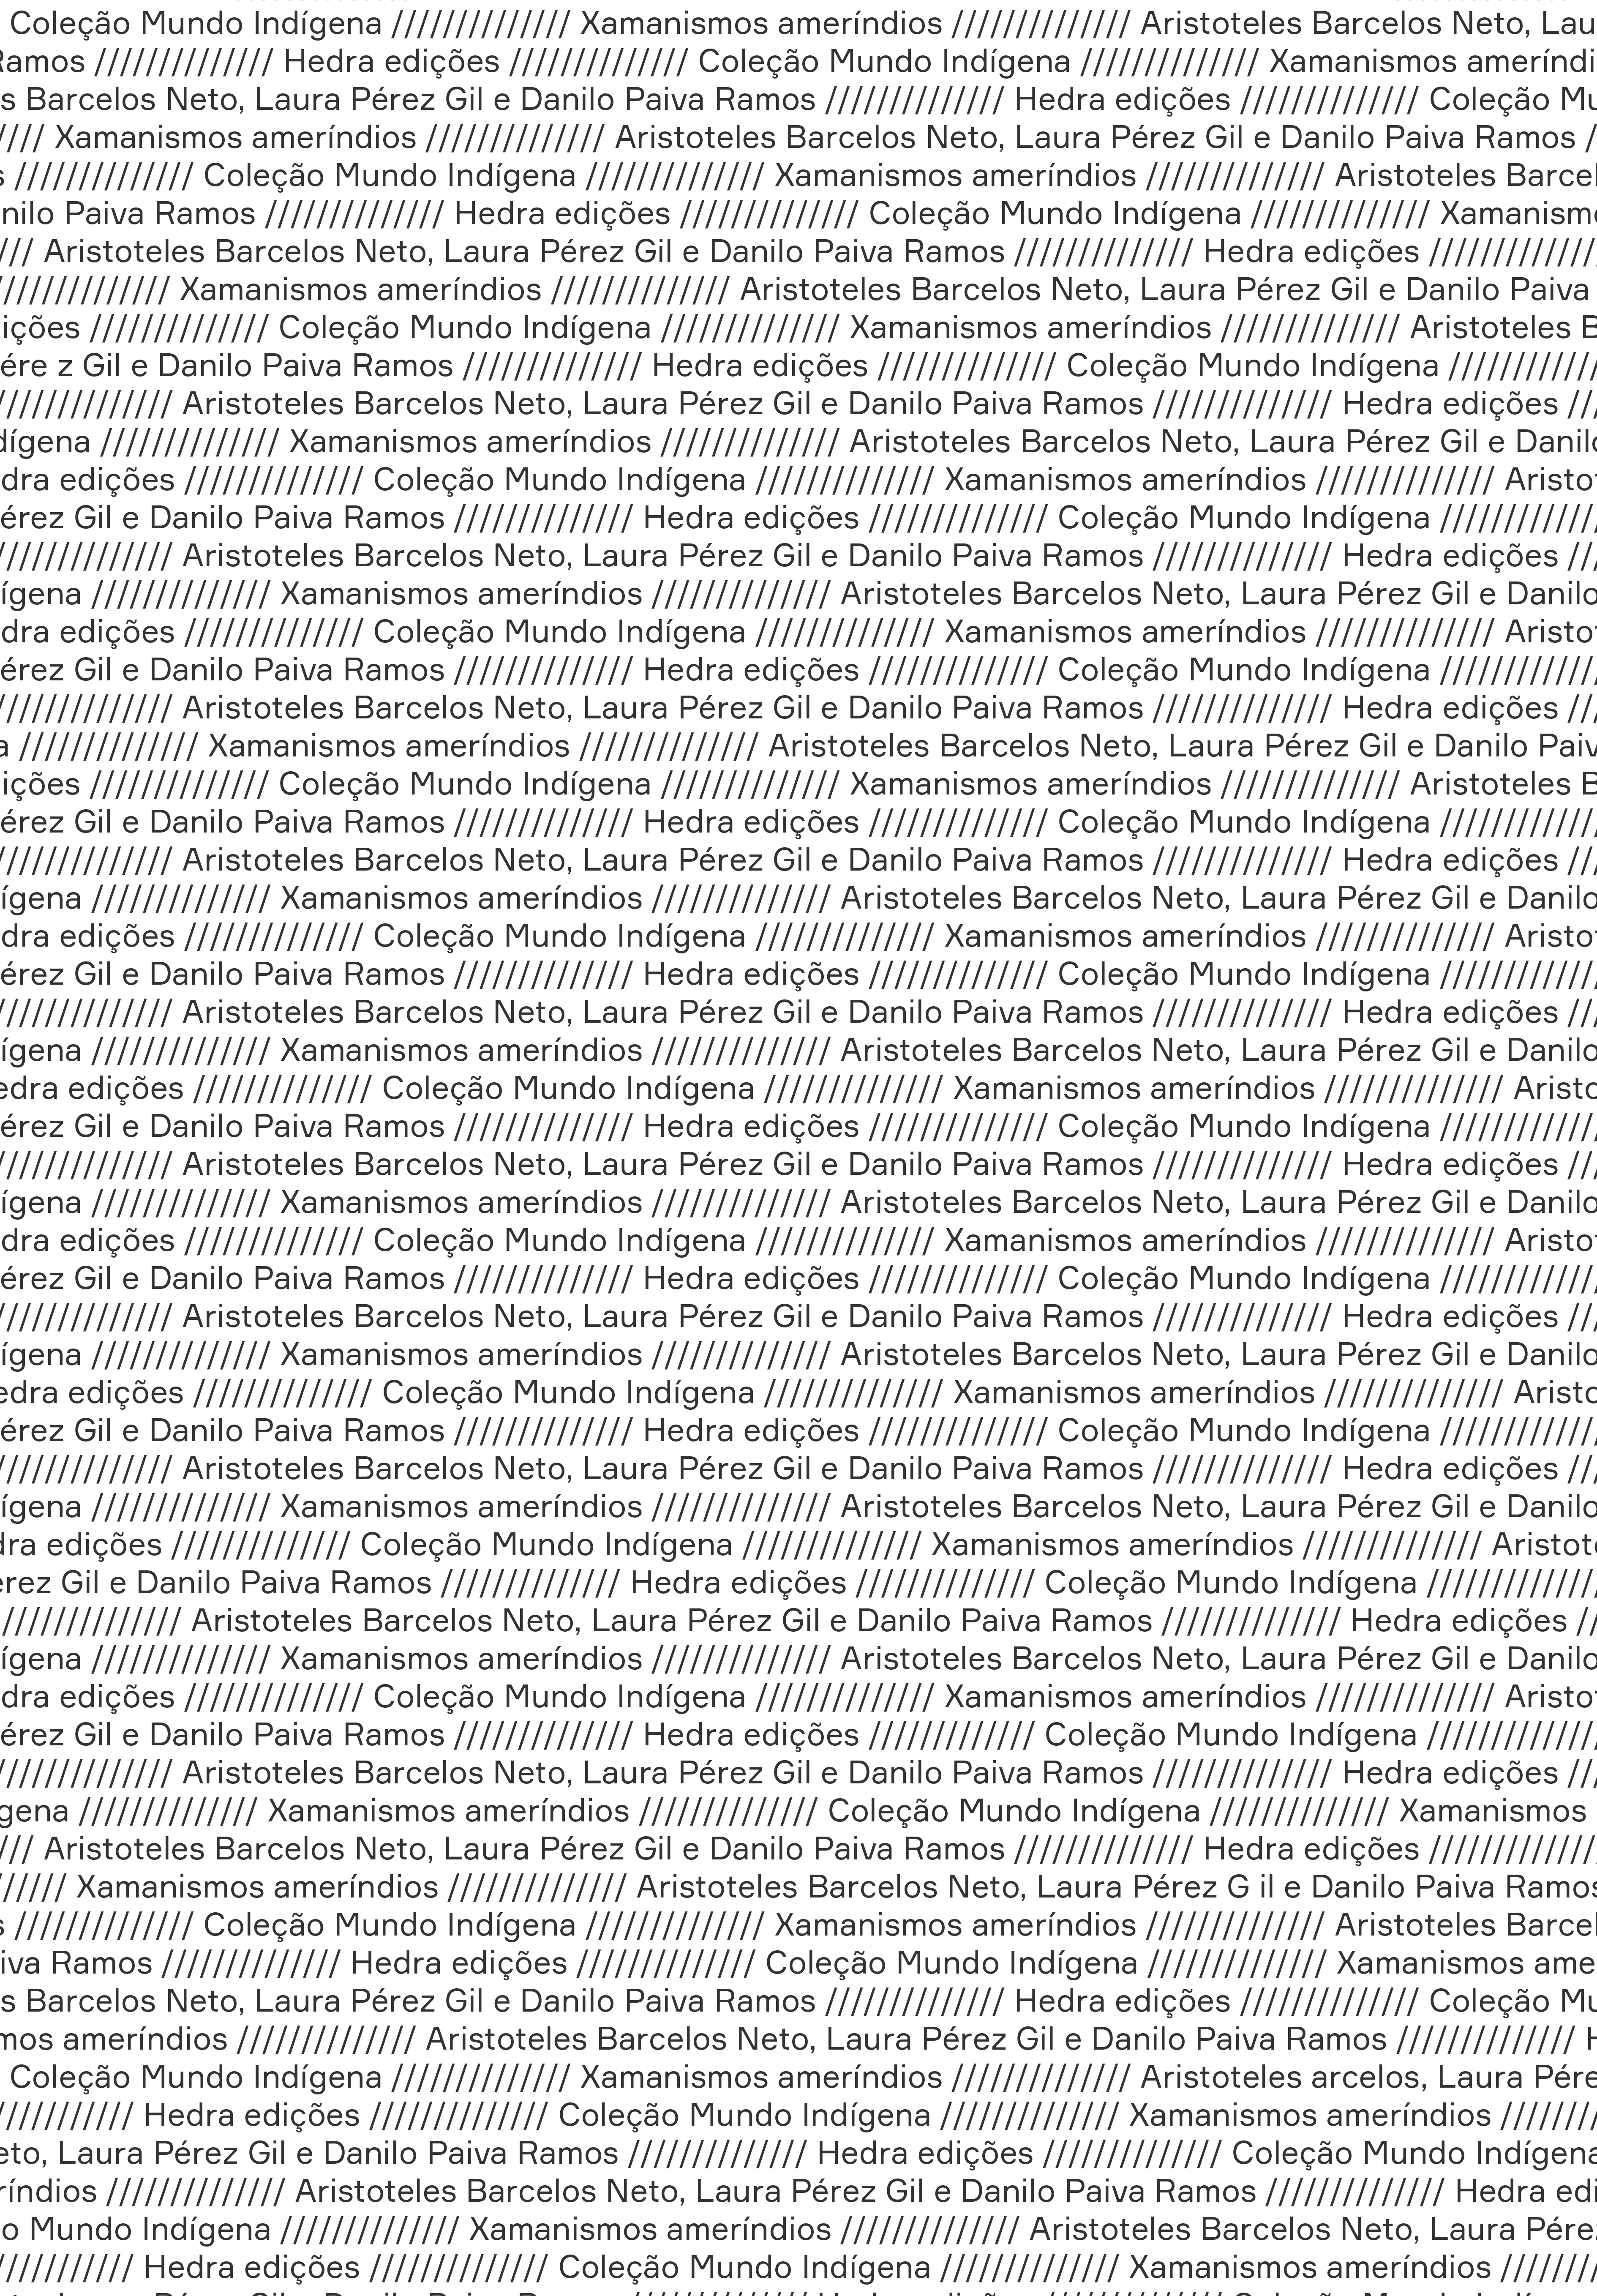 Coleção Mundo Indígena ////////////// Xamanismos ameríndios ////////////// Aristoteles Barcelos Neto, Lau
Ramos ////////////// Hedra edições ////////////// Coleção Mundo Indígena ////////////// Xamanismos ameríndi
s Barcelos Neto, Laura Pérez Gil e Danilo Paiva Ramos ////////////// Hedra edições ////////////// Coleção Mu
//// Xamanismos ameríndios ////////////// Aristoteles Barcelos Neto, Laura Pérez Gil e Danilo Paiva Ramos /
s ////////////// Coleção Mundo Indígena ////////////// Xamanismos ameríndios ////////////// Aristoteles Barcel
nilo Paiva Ramos ////////////// Hedra edições ////////////// Coleção Mundo Indígena ////////////// Xamanismo
/// Aristoteles Barcelos Neto, Laura Pérez Gil e Danilo Paiva Ramos ////////////// Hedra edições /////////////
////////////// Xamanismos ameríndios ////////////// Aristoteles Barcelos Neto, Laura Pérez Gil e Danilo Paiva
ições ////////////// Coleção Mundo Indígena ////////////// Xamanismos ameríndios ////////////// Aristoteles B
ére z Gil e Danilo Paiva Ramos ////////////// Hedra edições ////////////// Coleção Mundo Indígena ////////////
////////////// Aristoteles Barcelos Neto, Laura Pérez Gil e Danilo Paiva Ramos ////////////// Hedra edições ///
dígena ////////////// Xamanismos ameríndios ////////////// Aristoteles Barcelos Neto, Laura Pérez Gil e Danilo
dra edições ////////////// Coleção Mundo Indígena ////////////// Xamanismos ameríndios ////////////// Aristot
érez Gil e Danilo Paiva Ramos ////////////// Hedra edições ////////////// Coleção Mundo Indígena /////////////
////////////// Aristoteles Barcelos Neto, Laura Pérez Gil e Danilo Paiva Ramos ////////////// Hedra edições ///
ígena ////////////// Xamanismos ameríndios ////////////// Aristoteles Barcelos Neto, Laura Pérez Gil e Danilo
dra edições ////////////// Coleção Mundo Indígena ////////////// Xamanismos ameríndios ////////////// Aristot
érez Gil e Danilo Paiva Ramos ////////////// Hedra edições ////////////// Coleção Mundo Indígena /////////////
////////////// Aristoteles Barcelos Neto, Laura Pérez Gil e Danilo Paiva Ramos ////////////// Hedra edições ///
a ////////////// Xamanismos ameríndios ////////////// Aristoteles Barcelos Neto, Laura Pérez Gil e Danilo Paiv
ições ////////////// Coleção Mundo Indígena ////////////// Xamanismos ameríndios ////////////// Aristoteles B
érez Gil e Danilo Paiva Ramos ////////////// Hedra edições ////////////// Coleção Mundo Indígena /////////////
////////////// Aristoteles Barcelos Neto, Laura Pérez Gil e Danilo Paiva Ramos ////////////// Hedra edições ///
ígena ////////////// Xamanismos ameríndios ////////////// Aristoteles Barcelos Neto, Laura Pérez Gil e Danilo
dra edições ////////////// Coleção Mundo Indígena ////////////// Xamanismos ameríndios ////////////// Aristot
érez Gil e Danilo Paiva Ramos ////////////// Hedra edições ////////////// Coleção Mundo Indígena /////////////
////////////// Aristoteles Barcelos Neto, Laura Pérez Gil e Danilo Paiva Ramos ////////////// Hedra edições ///
ígena ////////////// Xamanismos ameríndios ////////////// Aristoteles Barcelos Neto, Laura Pérez Gil e Danilo
edra edições ////////////// Coleção Mundo Indígena ////////////// Xamanismos ameríndios ////////////// Aristo
érez Gil e Danilo Paiva Ramos ////////////// Hedra edições ////////////// Coleção Mundo Indígena /////////////
////////////// Aristoteles Barcelos Neto, Laura Pérez Gil e Danilo Paiva Ramos ////////////// Hedra edições ///
ígena ////////////// Xamanismos ameríndios ////////////// Aristoteles Barcelos Neto, Laura Pérez Gil e Danilo
dra edições ////////////// Coleção Mundo Indígena ////////////// Xamanismos ameríndios ////////////// Aristot
érez Gil e Danilo Paiva Ramos ////////////// Hedra edições ////////////// Coleção Mundo Indígena /////////////
////////////// Aristoteles Barcelos Neto, Laura Pérez Gil e Danilo Paiva Ramos ////////////// Hedra edições ///
ígena ////////////// Xamanismos ameríndios ////////////// Aristoteles Barcelos Neto, Laura Pérez Gil e Danilo
edra edições ////////////// Coleção Mundo Indígena ////////////// Xamanismos ameríndios ////////////// Aristo
érez Gil e Danilo Paiva Ramos ////////////// Hedra edições ////////////// Coleção Mundo Indígena /////////////
////////////// Aristoteles Barcelos Neto, Laura Pérez Gil e Danilo Paiva Ramos ////////////// Hedra edições ///
ígena ////////////// Xamanismos ameríndios ////////////// Aristoteles Barcelos Neto, Laura Pérez Gil e Danilo
dra edições ////////////// Coleção Mundo Indígena ////////////// Xamanismos ameríndios ////////////// Aristote
érez Gil e Danilo Paiva Ramos ////////////// Hedra edições ////////////// Coleção Mundo Indígena //////////////
////////////// Aristoteles Barcelos Neto, Laura Pérez Gil e Danilo Paiva Ramos ////////////// Hedra edições //
ígena ////////////// Xamanismos ameríndios ////////////// Aristoteles Barcelos Neto, Laura Pérez Gil e Danilo
dra edições ////////////// Coleção Mundo Indígena ////////////// Xamanismos ameríndios ////////////// Aristot
érez Gil e Danilo Paiva Ramos ////////////// Hedra edições ///////////// Coleção Mundo Indígena //////////////
////////////// Aristoteles Barcelos Neto, Laura Pérez Gil e Danilo Paiva Ramos ////////////// Hedra edições ///
gena ////////////// Xamanismos ameríndios ////////////// Coleção Mundo Indígena ////////////// Xamanismos
/// Aristoteles Barcelos Neto, Laura Pérez Gil e Danilo Paiva Ramos ////////////// Hedra edições /////////////
////// Xamanismos ameríndios ////////////// Aristoteles Barcelos Neto, Laura Pérez G il e Danilo Paiva Ramos
s ////////////// Coleção Mundo Indígena ////////////// Xamanismos ameríndios ////////////// Aristoteles Barcel
iva Ramos ////////////// Hedra edições ////////////// Coleção Mundo Indígena ////////////// Xamanismos ame
s Barcelos Neto, Laura Pérez Gil e Danilo Paiva Ramos ////////////// Hedra edições ////////////// Coleção Mu
mos ameríndios ////////////// Aristoteles Barcelos Neto, Laura Pérez Gil e Danilo Paiva Ramos ////////////// H
Coleção Mundo Indígena ////////////// Xamanismos ameríndios ////////////// Aristoteles arcelos, Laura Pére
/////////// Hedra edições ////////////// Coleção Mundo Indígena ////////////// Xamanismos ameríndios ////////
eto, Laura Pérez Gil e Danilo Paiva Ramos ////////////// Hedra edições ////////////// Coleção Mundo Indígena
ríndios ////////////// Aristoteles Barcelos Neto, Laura Pérez Gil e Danilo Paiva Ramos ////////////// Hedra edi
o Mundo Indígena ////////////// Xamanismos ameríndios ////////////// Aristoteles Barcelos Neto, Laura Pérez
/////////// Hedra edições ////////////// Coleção Mundo Indígena ////////////// Xamanismos ameríndios ////////